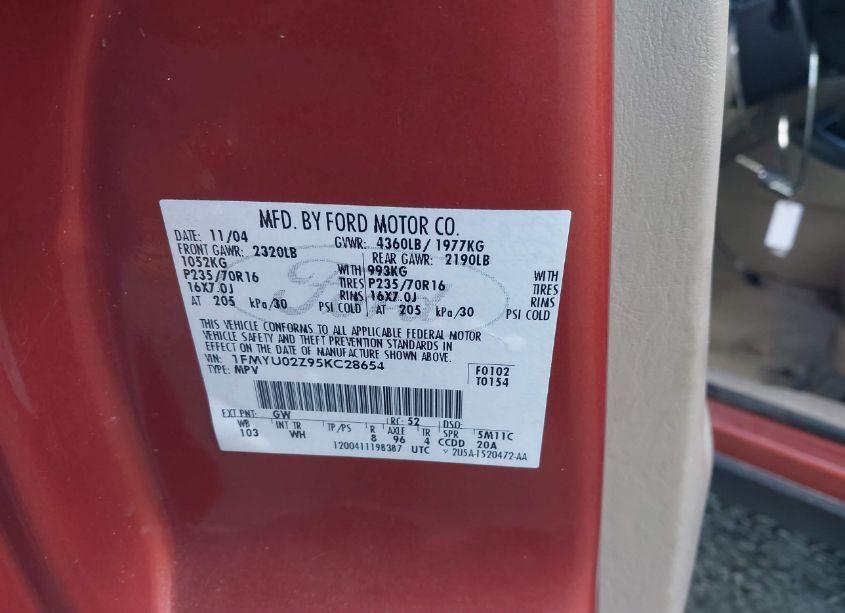 MFD. BY FORD MOTOR CO.
DATE: 11/04 GVWR: 4360LB/ 1977KG
FRONT GAWR: 2320LB REAR GAWR: 2190LB
1052KG WITH 993KG WITH
P235/70R16 TIRES P235/70R16 TIRES
16X7.0J RIMS 16X7.0J RIMS
AT 205 kPa/30 PSI COLD AT 205 kPa/30 PSI COLD
THIS VEHICLE CONFORMS TO ALL APPLICABLE FEDERAL MOTOR
VEHICLE SAFETY AND THEFT PREVENTION STANDARDS IN
EFFECT ON THE DATE OF MANUFACTURE SHOWN ABOVE.
VIN: 1FMYU02Z95KC28654 F0102
TYPE: MPV T0154
EXT PNT: GW RC: 52 DSO:
WB INT TR TP/PS R AXLE TR SPR 5M11C
103 WH 8 96 4 CCDD 20A
1200411198387 UTC 2U5A-1520472-AA
Ford